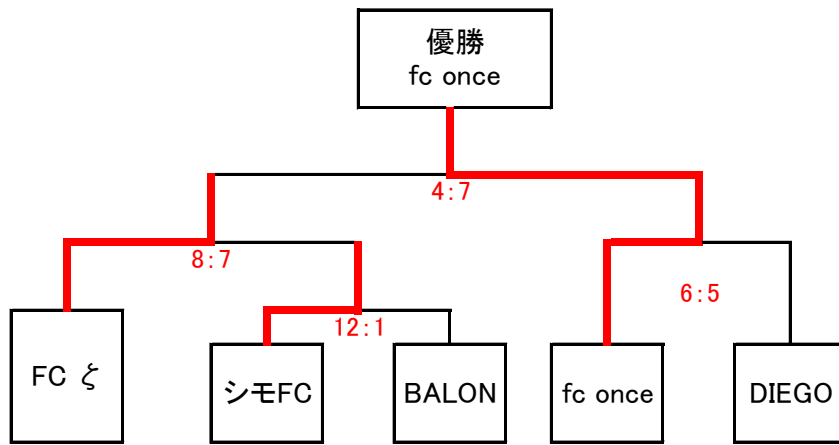 優勝
fc once
4:7
8:7
6:5
12:1
FC ζ
シモFC
BALON
fc once
DIEGO